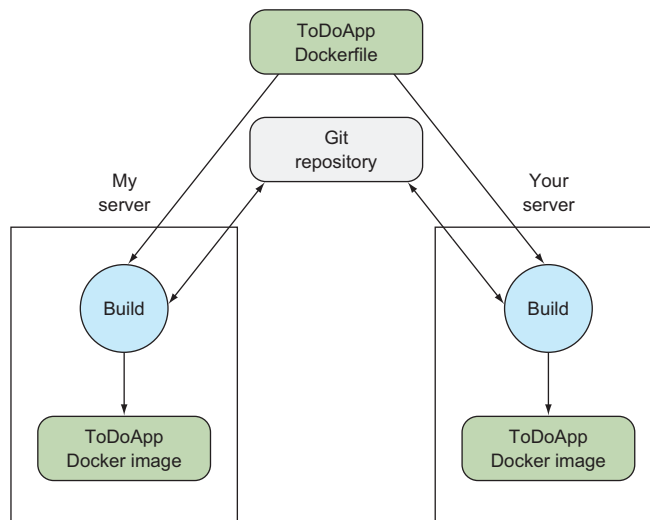 ToDoApp
Dockerfile
Git
repository
My
server
Your
server
Build
Build
ToDoApp
Docker image
ToDoApp
Docker image